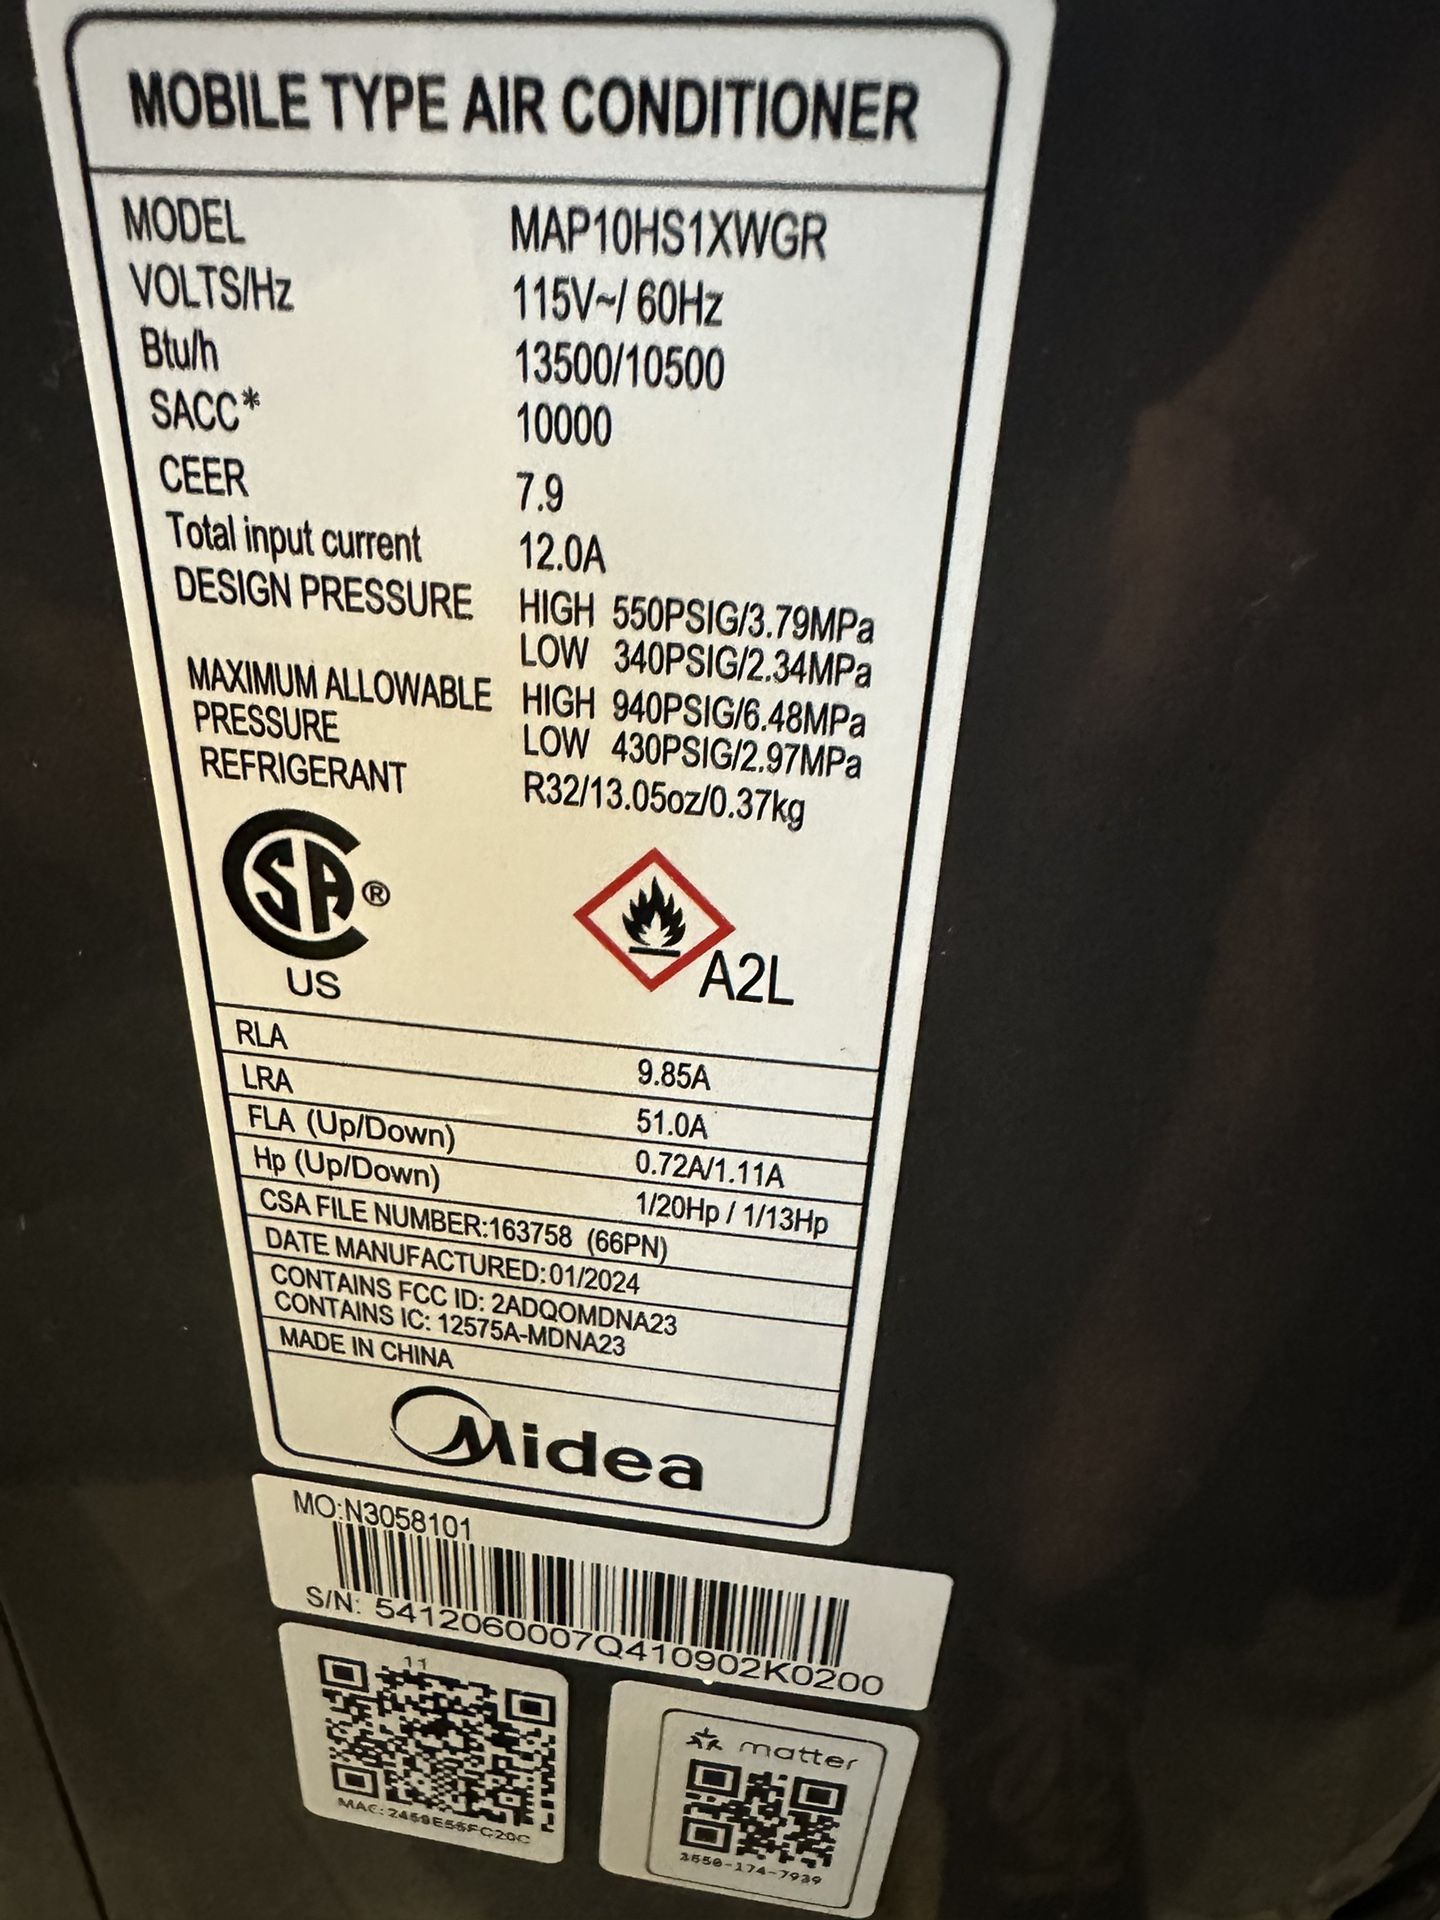 MOBILE TYPE AIR CONDITIONER
MODEL MAP10HS1XWGR
VOLTS/Hz 115V~/ 60Hz
Btu/h 13500/10500
SACC* 10000
CEER 7.9
Total input current 12.0A
DESIGN PRESSURE HIGH 550PSIG/3.79MPa
LOW 340PSIG/2.34MPa
MAXIMUM ALLOWABLE HIGH 940PSIG/6.48MPa
PRESSURE LOW 430PSIG/2.97MPa
REFRIGERANT R32/13.05oz/0.37kg
SA ®
US
A2L
RLA 9.85A
LRA 51.0A
FLA (Up/Down) 0.72A/1.11A
Hp (Up/Down) 1/20Hp / 1/13Hp
CSA FILE NUMBER:163758 (66PN)
DATE MANUFACTURED:01/2024
CONTAINS FCC ID: 2ADQOMDNA23
CONTAINS IC: 12575A-MDNA23
MADE IN CHINA
Midea
MO:N3058101
S/N: 5412060007Q410902K0200
11
matter